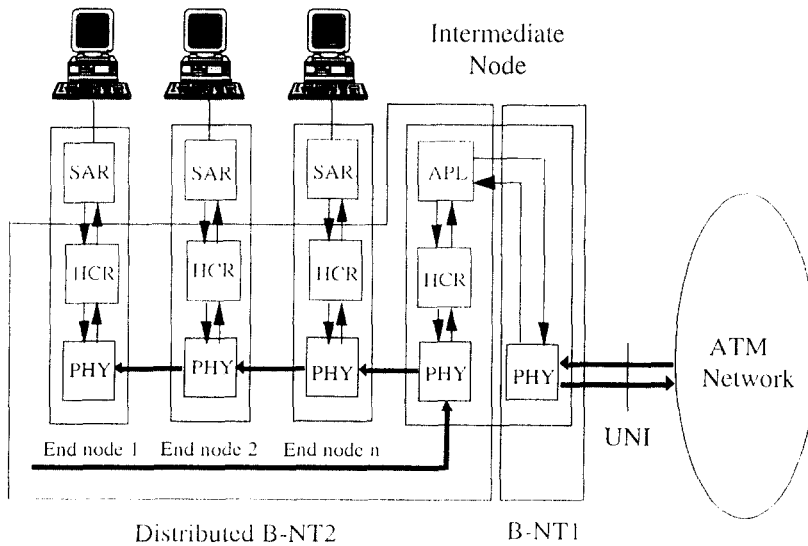 Intermediate
Node
SAR
SAR
SAR
APL
HCR
HCR
HCR
HCR
PHY
PHY
PHY
PHY
PHY
ATM
Network
UNI
End node 1
End node 2
End node n
Distributed B-NT2
B-NT1